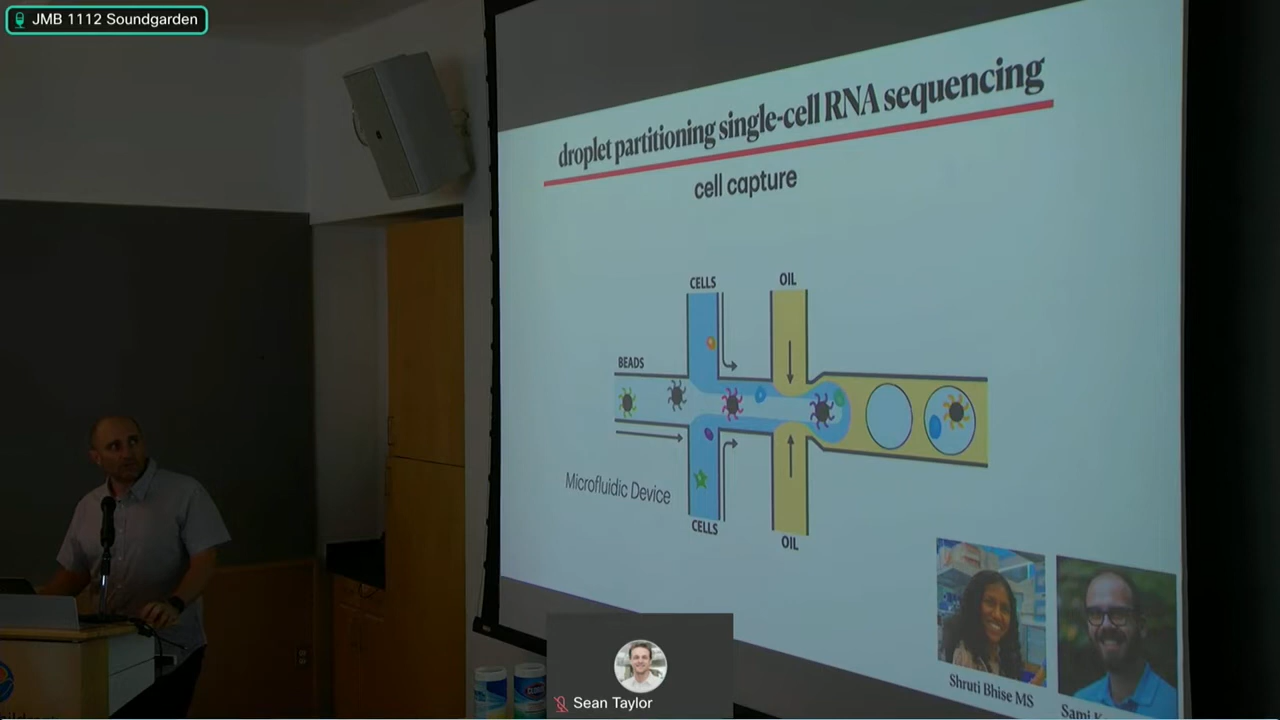 JMB 1112 Soundgarden
droplet partitioning single-cell RNA sequencing
cell capture
CELLS
OIL
BEADS
Microfluidic Device
CELLS
OIL
Shruti Bhise MS
Sami
Sean Taylor